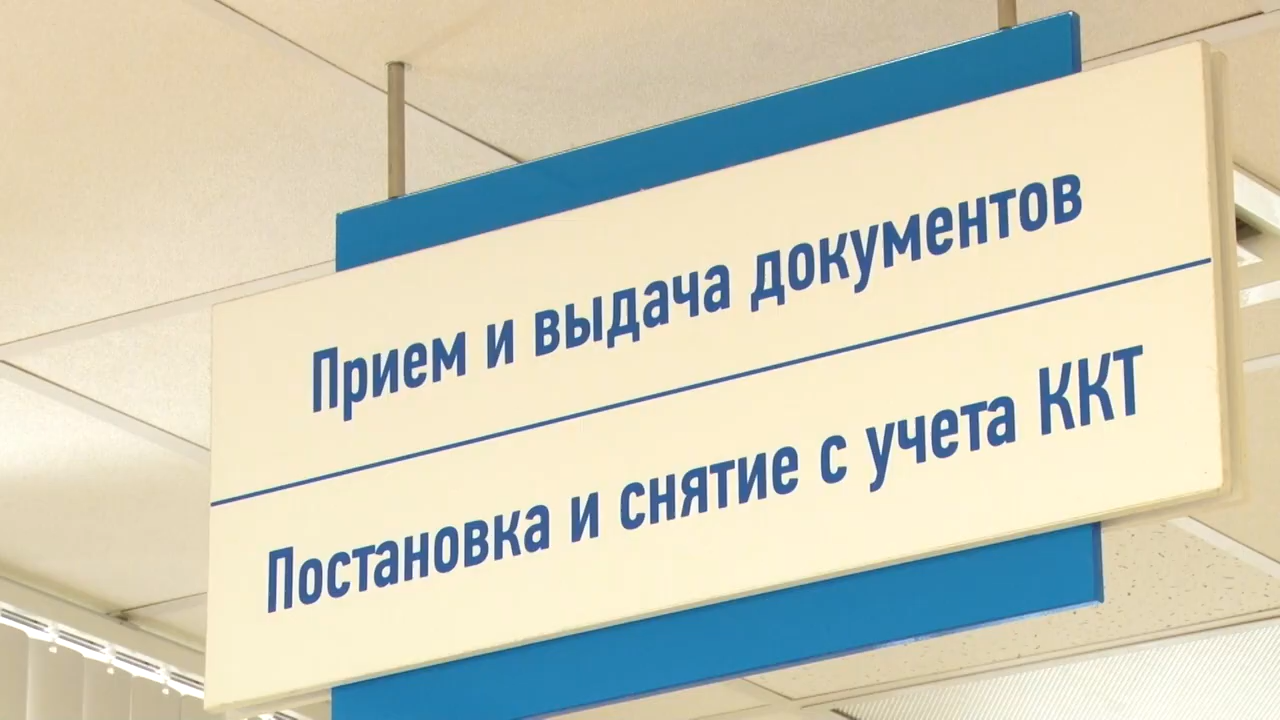 Прием и выдача документов
Постановка и снятие с учета ККТ